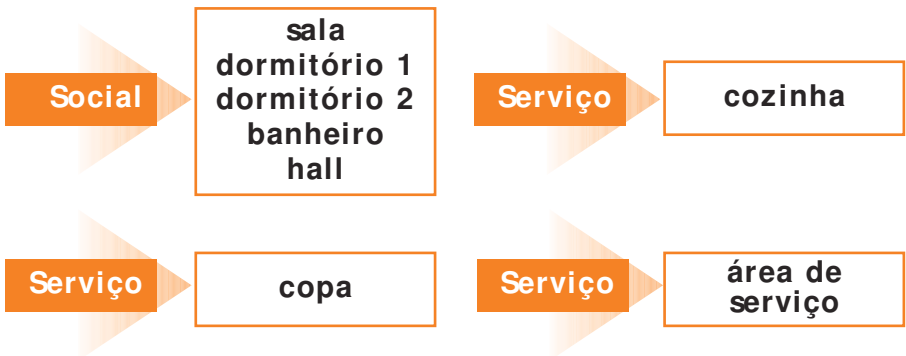 Social
sala
dormitório 1
dormitório 2
banheiro
hall
Serviço
cozinha
Serviço
copa
Serviço
área de
serviço